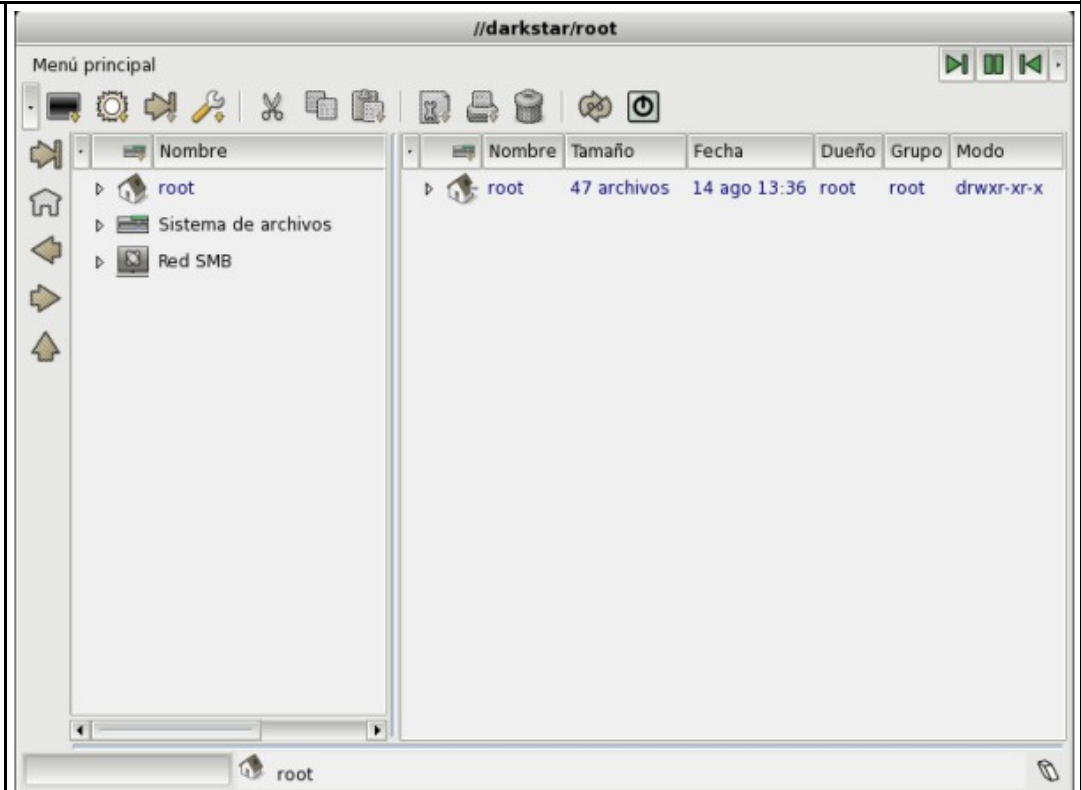 //darkstar/root
Menú principal
Nombre
Nombre Tamaño Fecha Dueño Grupo Modo
root
root 47 archivos 14 ago 13:36 root root drwxr-xr-x
Sistema de archivos
Red SMB
root